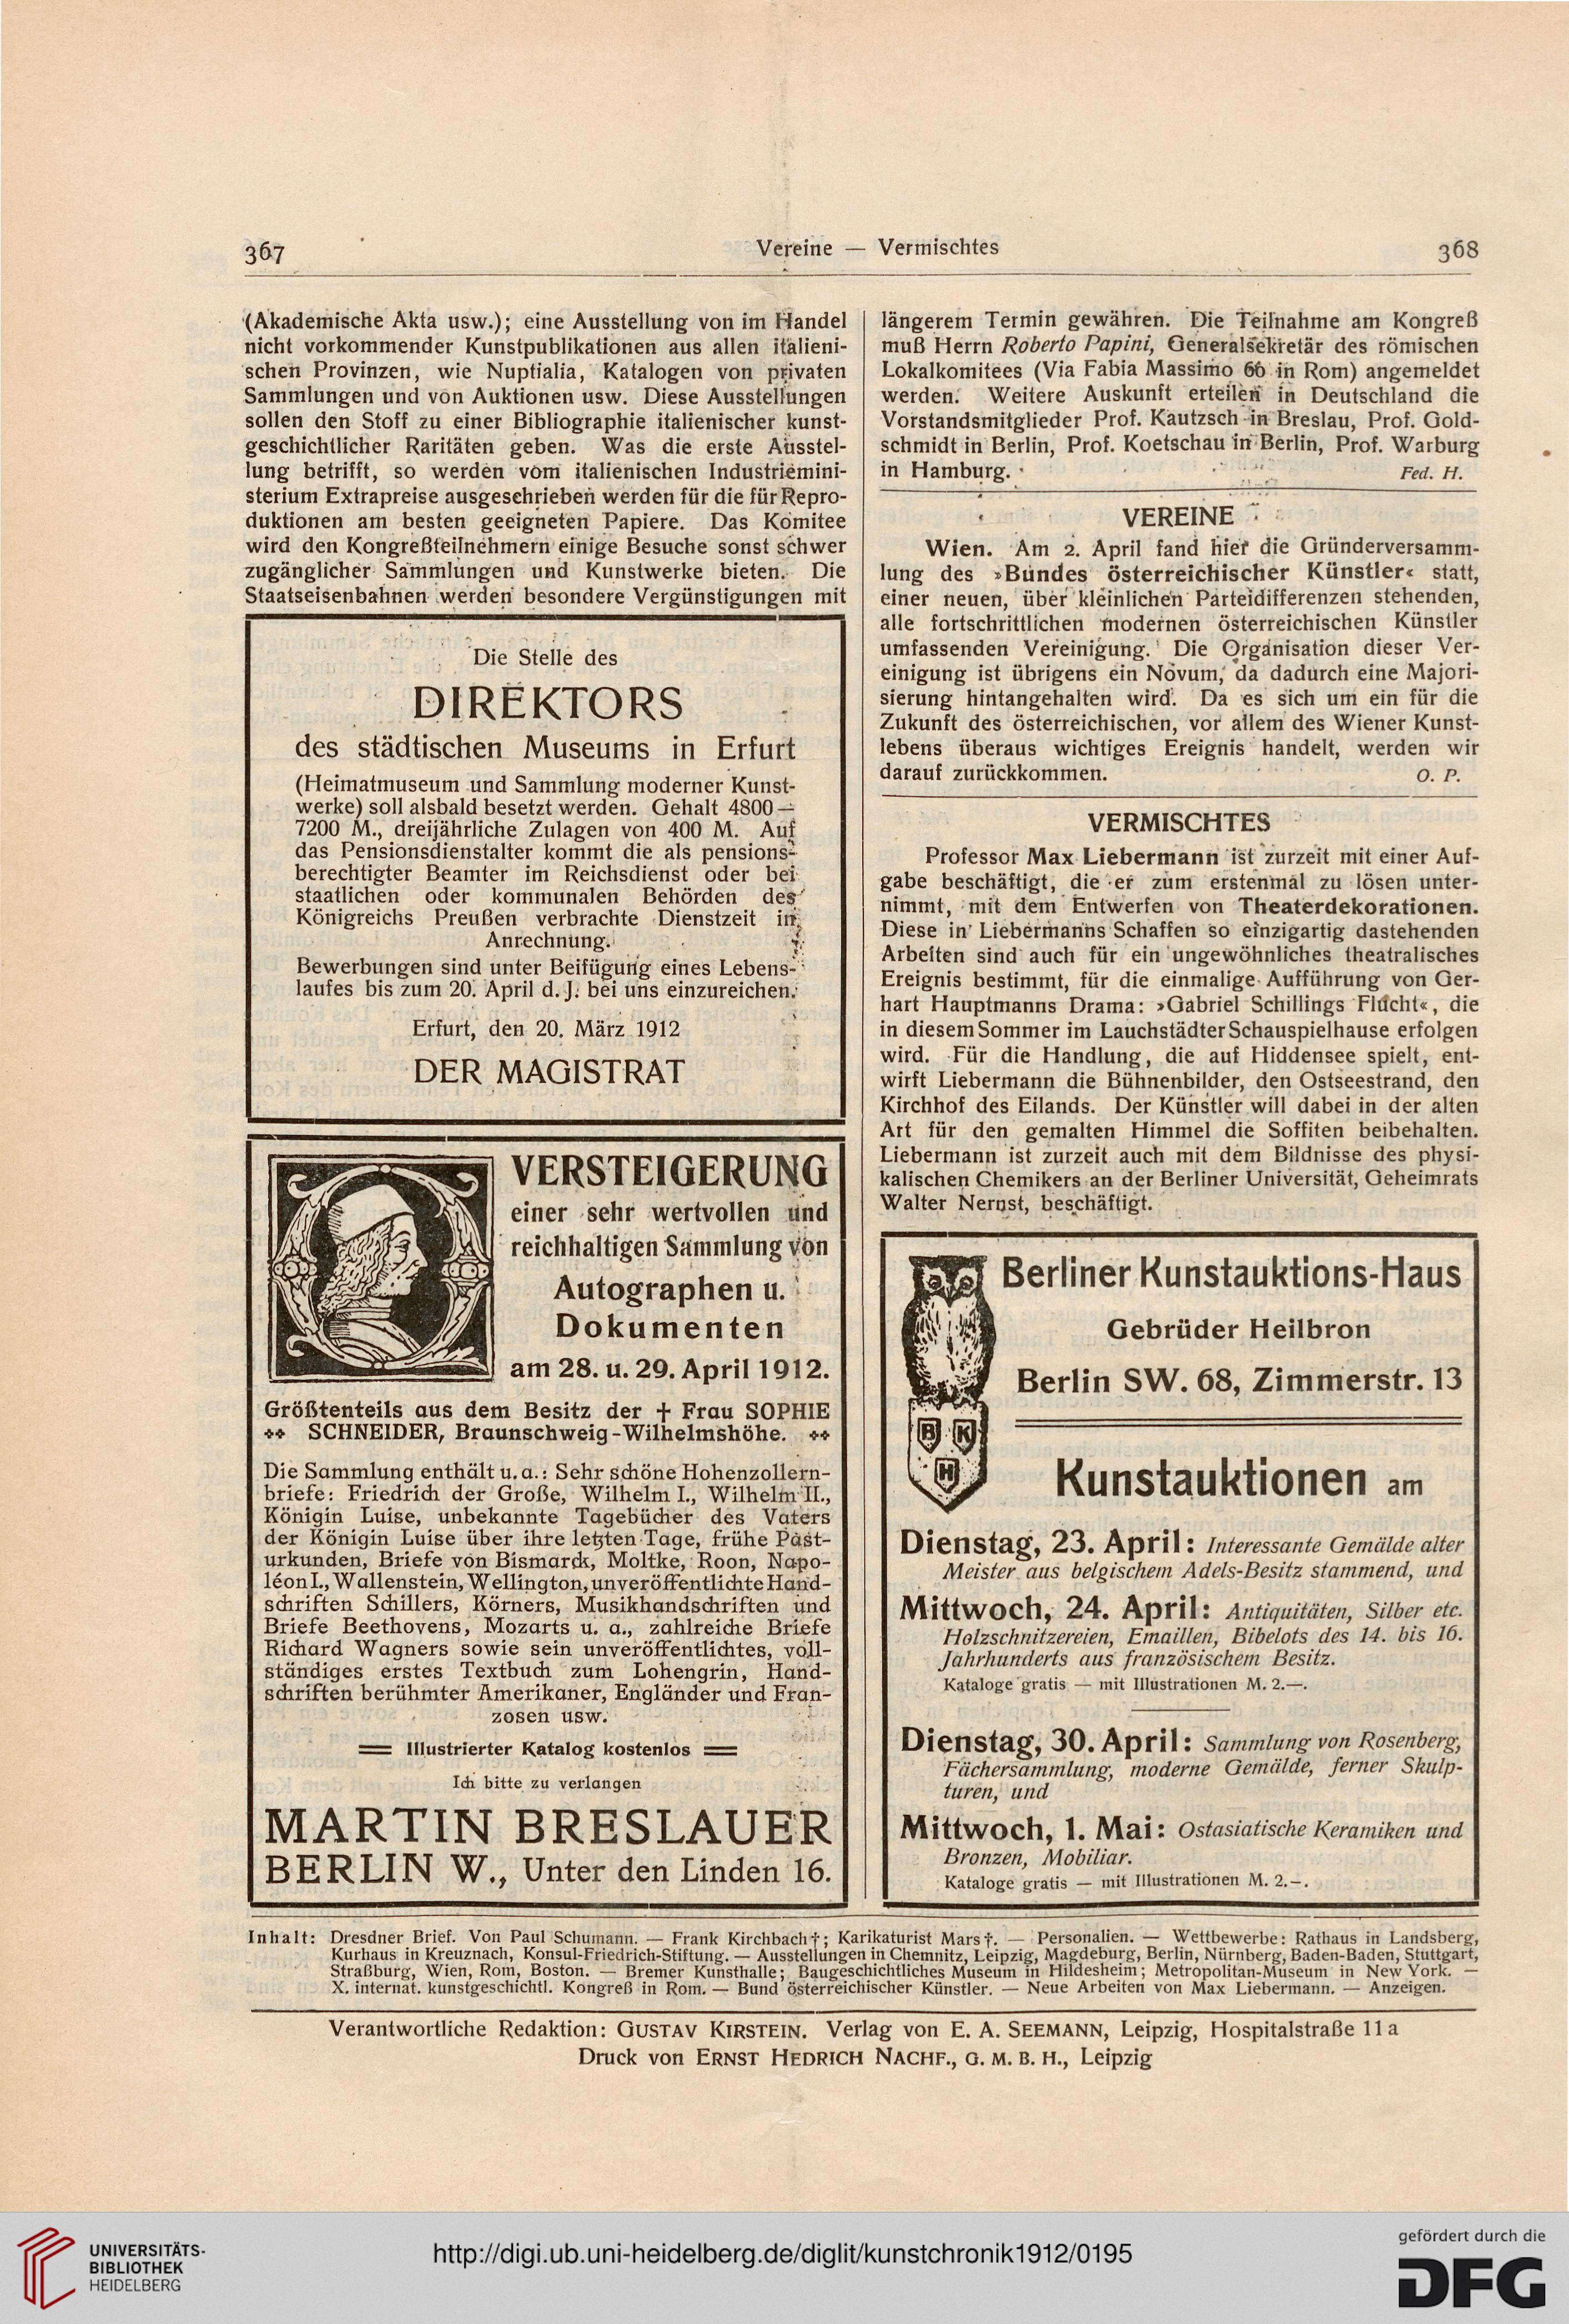 367
Vereine — Vermischtes
368
(Akademische Akta usw.); eine Ausstellung von im Handel
nicht vorkommender Kunstpublikationen aus allen italieni-
schen Provinzen, wie Nuptialia, Katalogen von privaten
Sammlungen und von Auktionen usw. Diese Ausstellungen
sollen den Stoff zu einer Bibliographie italienischer kunst-
geschichtlicher Raritäten geben. Was die erste Ausstel-
lung betrifft, so werden vom italienischen Industriemini-
sterium Extrapreise ausgeschrieben werden für die für Repro-
duktionen am besten geeigneten Papiere. Das Komitee
wird den Kongreßteilnehmern einige Besuche sonst schwer
zugänglicher Sammlungen und Kunstwerke bieten. Die
Staatseisenbahnen werden besondere Vergünstigungen mit
Die Stelle des
DIREKTORS
des städtischen Museums in Erfurt
(Heimatmuseum und Sammlung moderner Kunst-
werke) soll alsbald besetzt werden. Gehalt 4800—
7200 M., dreijährliche Zulagen von 400 M. Auf
das Pensionsdienstalter kommt die als pensions-
berechtigter Beamter im Reichsdienst oder bei
staatlichen oder kommunalen Behörden des
Königreichs Preußen verbrachte Dienstzeit in
Anrechnung.
Bewerbungen sind unter Beifügung eines Lebens-
laufes bis zum 20. April d. J. bei uns einzureichen.
Erfurt, den 20. März 1912
DER MAGISTRAT
VERSTEIGERUNG
einer sehr wertvollen und
reichhaltigen Sammlung von
Autographen u.
Dokumenten
am 28. u. 29. April 1912.
Größtenteils aus dem Besitz der † Frau SOPHIE
SCHNEIDER, Braunschweig-Wilhelmshöhe.
Die Sammlung enthält u. a.: Sehr schöne Hohenzollern-
briefe: Friedrich der Große, Wilhelm I., Wilhelm II.,
Königin Luise, unbekannte Tagebücher des Vaters
der Königin Luise über ihre letzten Tage, frühe Past-
urkunden, Briefe von Bismarck, Moltke, Roon, Napo-
léon I., Wallenstein, Wellington, unveröffentlichte Hand-
schriften Schillers, Körners, Musikhandschriften und
Briefe Beethovens, Mozarts u. a., zahlreiche Briefe
Richard Wagners sowie sein unveröffentlichtes, voll-
ständiges erstes Textbuch zum Lohengrin, Hand-
schriften berühmter Amerikaner, Engländer und Fran-
zosen usw.
Illustrierter Katalog kostenlos
Ich bitte zu verlangen
MARTIN BRESLAUER
BERLIN W., Unter den Linden 16.
längerem Termin gewähren. Die Teilnahme am Kongreß
muß Herrn Roberto Papini, Generalsekretär des römischen
Lokalkomitees (Via Fabia Massimo 60 in Rom) angemeldet
werden. Weitere Auskunft erteilen in Deutschland die
Vorstandsmitglieder Prof. Kautzsch in Breslau, Prof. Gold-
schmidt in Berlin, Prof. Koetschau in Berlin, Prof. Warburg
in Hamburg. Fed. H.
VEREINE
Wien. Am 2. April fand hier die Gründerversamm-
lung des »Bundes österreichischer Künstler« statt,
einer neuen, über kleinlichen Parteidifferenzen stehenden,
alle fortschrittlichen modernen österreichischen Künstler
umfassenden Vereinigung. Die Organisation dieser Ver-
einigung ist übrigens ein Novum, da dadurch eine Majori-
sierung hintangehalten wird. Da es sich um ein für die
Zukunft des österreichischen, vor allem des Wiener Kunst-
lebens überaus wichtiges Ereignis handelt, werden wir
darauf zurückkommen. O. P.
VERMISCHTES
Professor Max Liebermann ist zurzeit mit einer Auf-
gabe beschäftigt, die er zum erstenmal zu lösen unter-
nimmt, mit dem Entwerfen von Theaterdekorationen.
Diese in Liebermanns Schaffen so einzigartig dastehenden
Arbeiten sind auch für ein ungewöhnliches theatralisches
Ereignis bestimmt, für die einmalige Aufführung von Ger-
hart Hauptmanns Drama: »Gabriel Schillings Flucht«, die
in diesem Sommer im Lauchstädter Schauspielhause erfolgen
wird. Für die Handlung, die auf Hiddensee spielt, ent-
wirft Liebermann die Bühnenbilder, den Ostseestrand, den
Kirchhof des Eilands. Der Künstler will dabei in der alten
Art für den gemalten Himmel die Soffiten beibehalten.
Liebermann ist zurzeit auch mit dem Bildnisse des physi-
kalischen Chemikers an der Berliner Universität, Geheimrats
Walter Nernst, beschäftigt.
Berliner Kunstauktions-Haus
Gebrüder Heilbron
Berlin SW. 68, Zimmerstr. 13
B K
H
Kunstauktionen am
Dienstag, 23. April: Interessante Gemälde alter
Meister aus belgischem Adels-Besitz stammend, und
Mittwoch, 24. April: Antiquitäten, Silber etc.
Holzschnitzereien, Emaillen, Bibelots des 14. bis 16.
Jahrhunderts aus französischem Besitz.
Kataloge gratis — mit Illustrationen M. 2.—.
Dienstag, 30. April: Sammlung von Rosenberg,
Fächersammlung, moderne Gemälde, ferner Skulp-
turen, und
Mittwoch, 1. Mai: Ostasiatische Keramiken und
Bronzen, Mobiliar.
Kataloge gratis — mit Illustrationen M. 2.–.
Inhalt: Dresdner Brief. Von Paul Schumann. — Frank Kirchbach †; Karikaturist Mars †. — Personalien. — Wettbewerbe: Rathaus in Landsberg,
Kurhaus in Kreuznach, Konsul-Friedrich-Stiftung. — Ausstellungen in Chemnitz, Leipzig, Magdeburg, Berlin, Nürnberg, Baden-Baden, Stuttgart,
Straßburg, Wien, Rom, Boston. — Bremer Kunsthalle; Baugeschichtliches Museum in Hildesheim; Metropolitan-Museum in New York. —
X. internat. kunstgeschichtl. Kongreß in Rom. — Bund österreichischer Künstler. — Neue Arbeiten von Max Liebermann. — Anzeigen.
Verantwortliche Redaktion: GUSTAV KIRSTEIN. Verlag von E. A. SEEMANN, Leipzig, Hospitalstraße 11a
Druck von ERNST HEDRICH NACHF., G. M. B. H., Leipzig
UNIVERSITÄTS-
BIBLIOTHEK
HEIDELBERG
http://digi.ub.uni-heidelberg.de/diglit/kunstchronik1912/0195
gefördert durch die
DFG